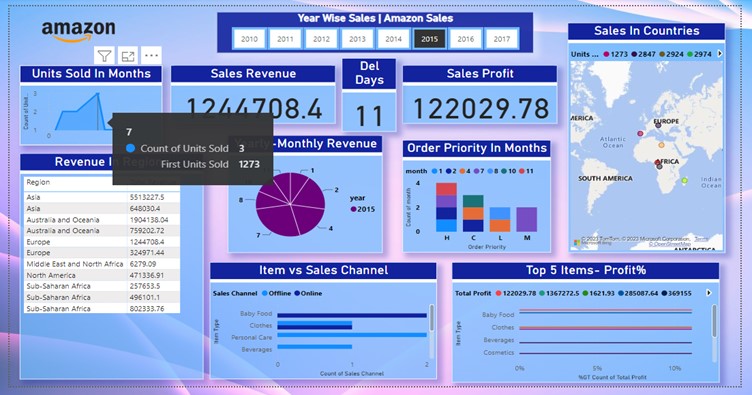 amazon
Year Wise Sales | Amazon Sales
2010
2011
2012
2013
2014
2015
2016
2017
Units Sold In Months
Count of Unit...
3
2
1
7
Count of Units Sold 3
First Units Sold 1273
Sales Revenue
1244708.4
Del Days
11
Sales Profit
122029.78
Sales In Countries
Units ... 1273 2847 2924 2974
EUROPE
Atlantic
Ocean
AFRICA
SOUTH AMERICA
Indian
Ocean
Microsoft Bing
© 2023 TomTom, © 2023 Microsoft Corporation, Terms
© OpenStreetMap
Revenue In
Region
Asia 5513227.5
Asia 648030.4
Australia and Oceania 1904138.04
Australia and Oceania 759202.72
Europe 1244708.4
Europe 324971.44
Middle East and North Africa 6279.09
North America 471336.91
Sub-Saharan Africa 257653.5
Sub-Saharan Africa 496101.1
Sub-Saharan Africa 802333.76
-Monthly Revenue
1
2
4
7
8
year
2015
Order Priority In Months
month 1 2 4 7 8 10 11
Count of month
4
2
0
H
C
L
M
Order Priority
Item vs Sales Channel
Sales Channel Offline Online
Item Type
Baby Food
Clothes
Personal Care
Beverages
0
1
2
Count of Sales Channel
Top 5 Items- Profit%
Total Profit 122029.78 1367272.5 1621.93 285087.64 369155
Item Type
Baby Food
Clothes
Beverages
Cosmetics
0%
5%
10%
%GT Count of Total Profit